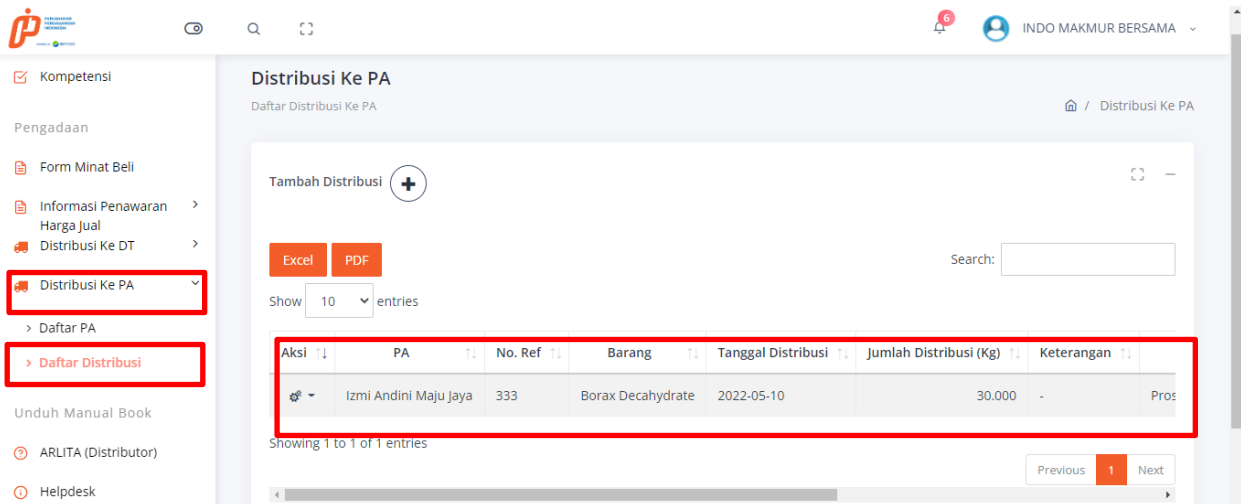 PERUSAHAAN
PERDAGANGAN
INDONESIA
6
INDO MAKMUR BERSAMA
Kompetensi
Pengadaan
Form Minat Beli
Informasi Penawaran
Harga Jual
Distribusi Ke DT
Distribusi Ke PA
Daftar PA
Daftar Distribusi
Unduh Manual Book
ARLITA (Distributor)
Helpdesk
Distribusi Ke PA
Daftar Distribusi Ke PA
/ Distribusi Ke PA
Tambah Distribusi
Excel PDF
Search:
Show 10 entries
Aksi PA No. Ref Barang Tanggal Distribusi Jumlah Distribusi (Kg) Keterangan
Izmi Andini Maju Jaya 333 Borax Decahydrate 2022-05-10 30.000 - Pros
Showing 1 to 1 of 1 entries
Previous 1 Next